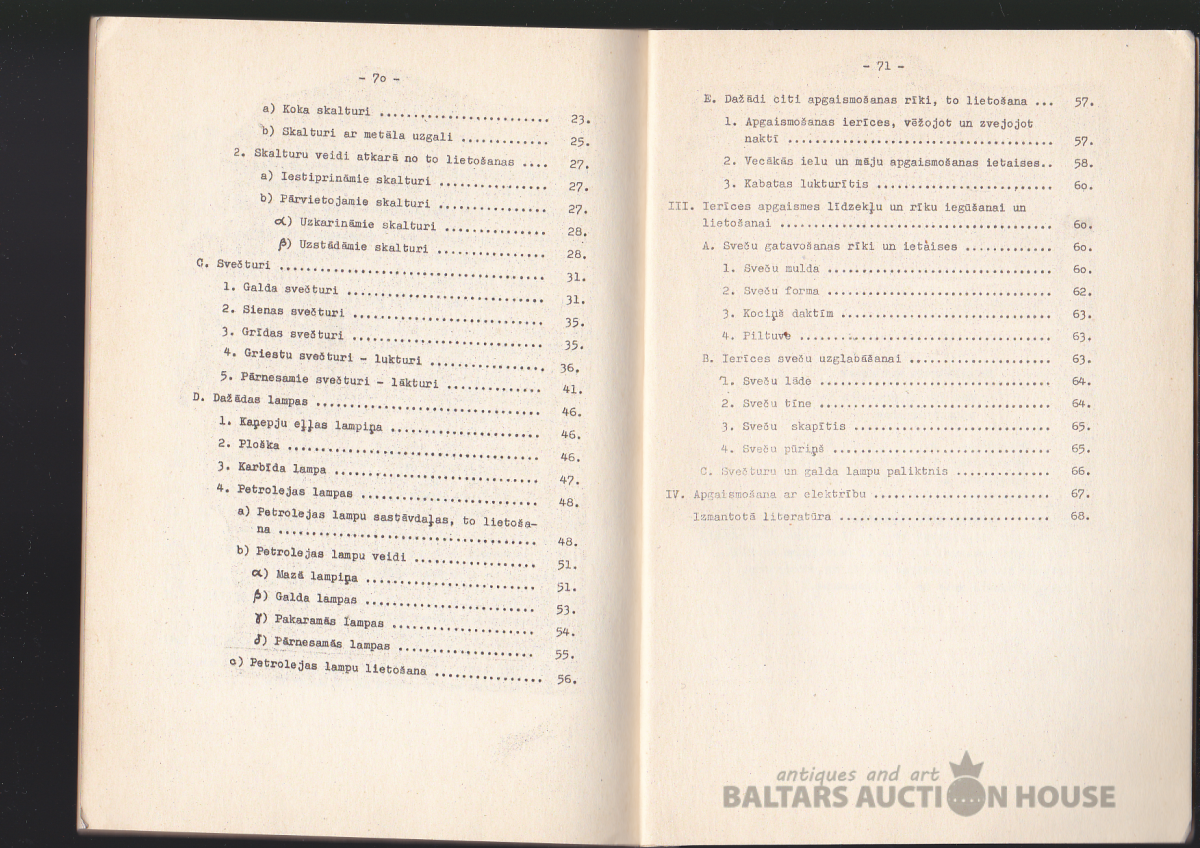 - 7o -
a) Koka skalturi .......................... 23.
b) Skalturi ar metāla uzgali ............. 25.
2. Skalturu veidi atkarā no to lietošanas .... 27.
a) Iestiprināmie skalturi ................ 27.
b) Pārvietojamie skalturi ................ 27.
α) Uzkarināmie skalturi ............... 28.
β) Uzstādāmie skalturi ................ 28.
C. Svečturi ....................................... 31.
1. Galda svečturi ............................. 31.
2. Sienas svečturi ............................ 35.
3. Grīdas svečturi ............................ 35.
4. Griestu svečturi - lukturi ................. 36.
5. Pārnesamie svečturi - lākturi .............. 41.
D. Dažādas lampas ................................. 46.
1. Kaņepju eļļas lampiņa ...................... 46.
2. Ploška ..................................... 46.
3. Karbīda lampa .............................. 47.
4. Petrolejas lampas .......................... 48.
a) Petrolejas lampu sastāvdaļas, to lietoša-
na ...................................... 48.
b) Petrolejas lampu veidi .................. 51.
α) Mazā lampiņa ......................... 51.
β) Galda lampas ......................... 53.
γ) Pakaramās lampas ..................... 54.
δ) Pārnesamās lampas .................... 55.
c) Petrolejas lampu lietošana ................ 56.
- 71 -
E. Dažādi citi apgaismošanas rīki, to lietošana ... 57.
1. Apgaismošanas ierīces, vēžojot un zvejojot
naktī ...................................... 57.
2. Vecākās ielu un māju apgaismošanas ietaises.. 58.
3. Kabatas lukturītis ......................... 6o.
III. Ierīces apgaismes līdzekļu un rīku iegūšanai un
lietošanai ........................................ 6o.
A. Sveču gatavošanas rīki un ietaises ............. 6o.
1. Sveču mulda ................................ 6o.
2. Sveču forma ................................ 62.
3. Kociņš daktīm .............................. 63.
4. Piltuve .................................... 63.
B. Ierīces sveču uzglabāšanai ..................... 63.
1. Sveču lāde ................................. 64.
2. Sveču tīne ................................. 64.
3. Sveču skapītis ............................. 65.
4. Sveču pūriņš ............................... 65.
C. Svečturu un galda lampu paliktnis .............. 66.
IV. Apgaismošana ar elektrību ......................... 67.
Izmantotā literatūra .............................. 68.
antiques and art
BALTARS AUCTION HOUSE